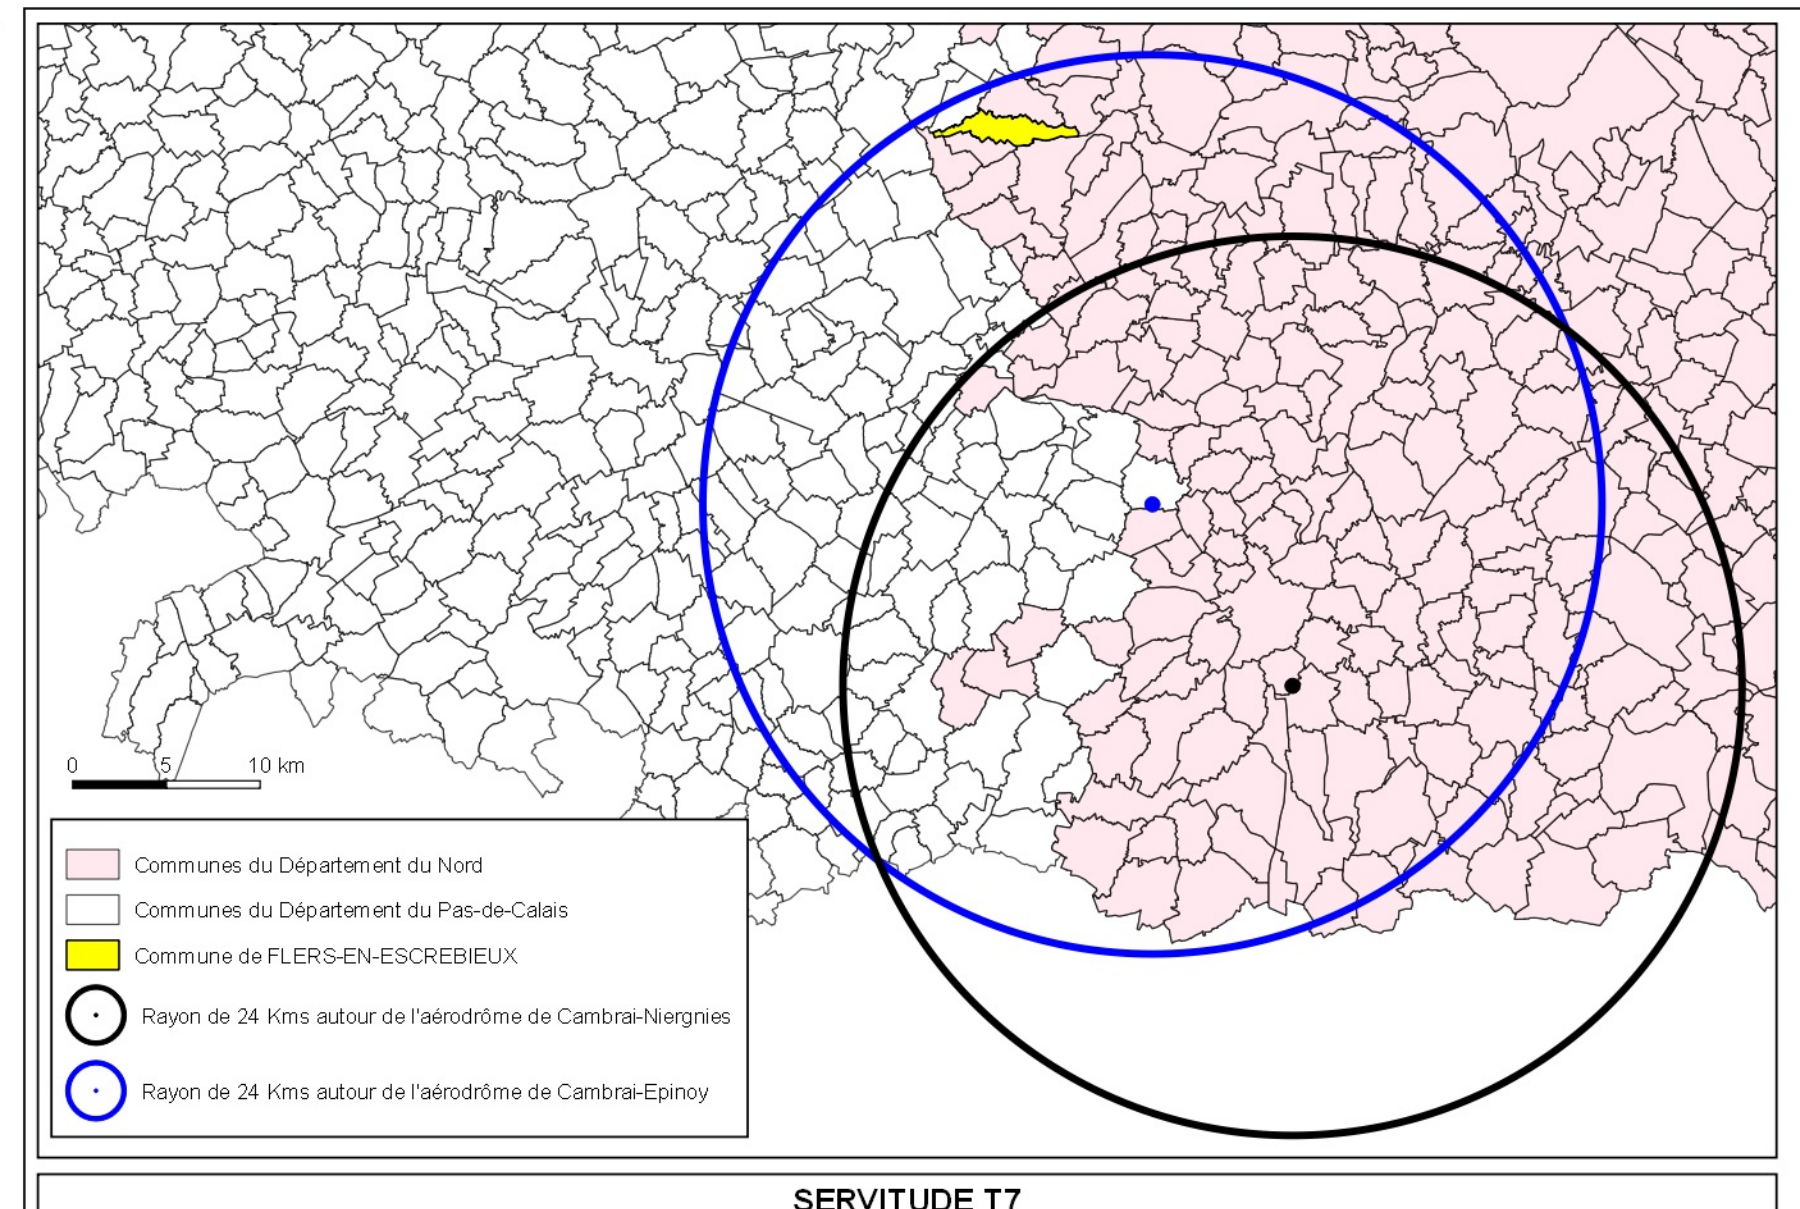 0 5 10 km
Communes du Département du Nord
Communes du Département du Pas-de-Calais
Commune de FLERS-EN-ESCREBIEUX
Rayon de 24 Kms autour de l'aérodrôme de Cambrai-Niergnies
Rayon de 24 Kms autour de l'aérodrôme de Cambrai-Epinoy
SERVITUDE T7